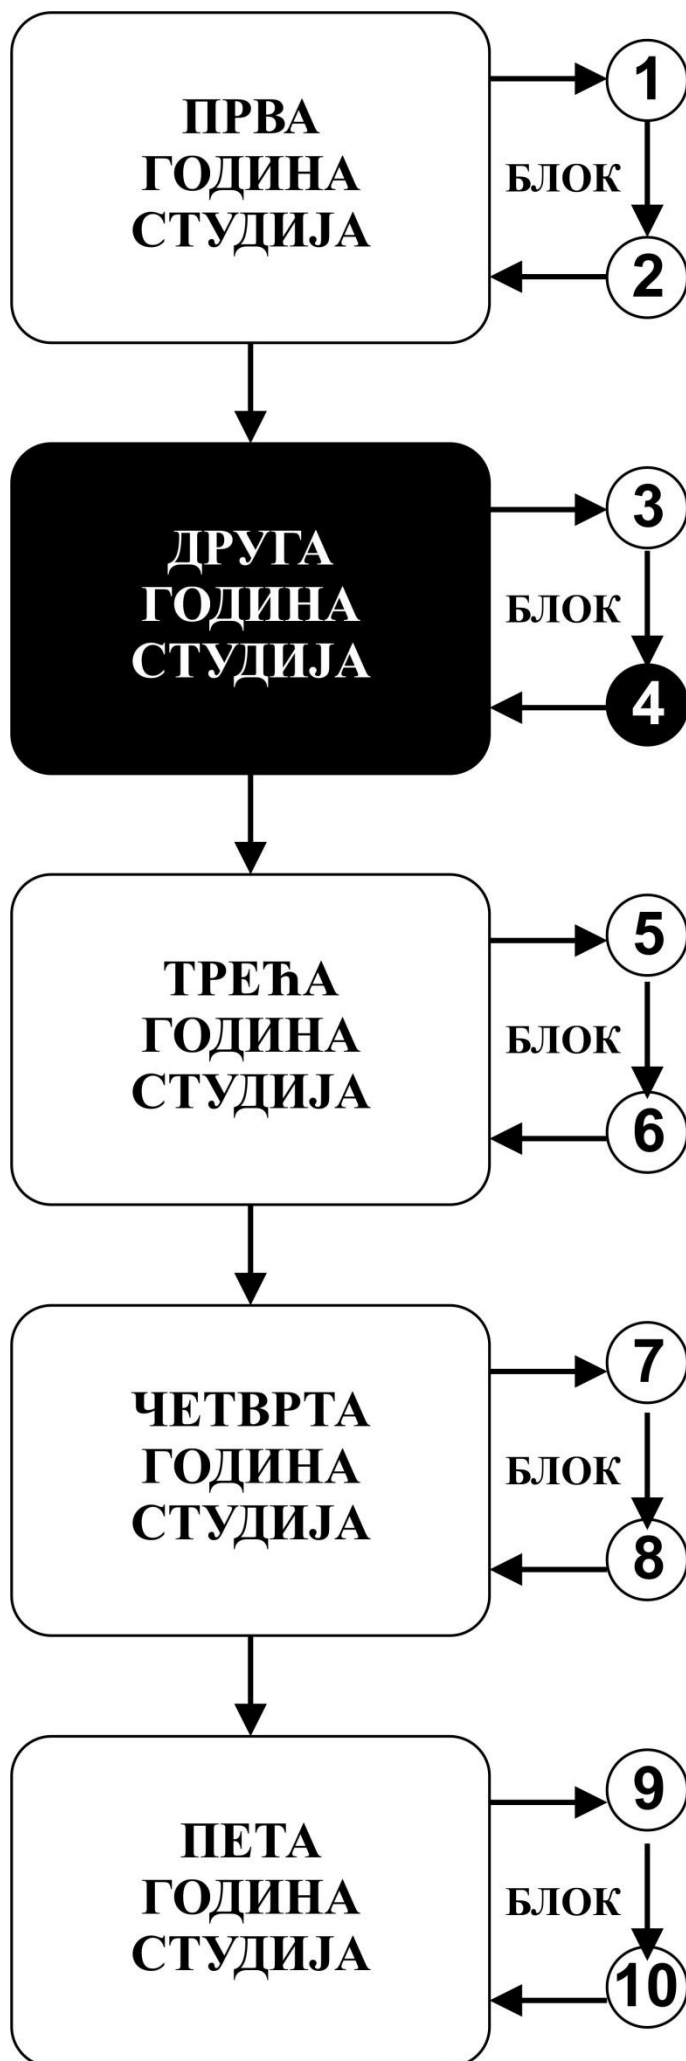 ПРВА
ГОДИНА
СТУДИЈА
1
БЛОК
2
ДРУГА
ГОДИНА
СТУДИЈА
3
БЛОК
4
ТРЕЋА
ГОДИНА
СТУДИЈА
5
БЛОК
6
ЧЕТВРТА
ГОДИНА
СТУДИЈА
7
БЛОК
8
ПЕТА
ГОДИНА
СТУДИЈА
9
БЛОК
10